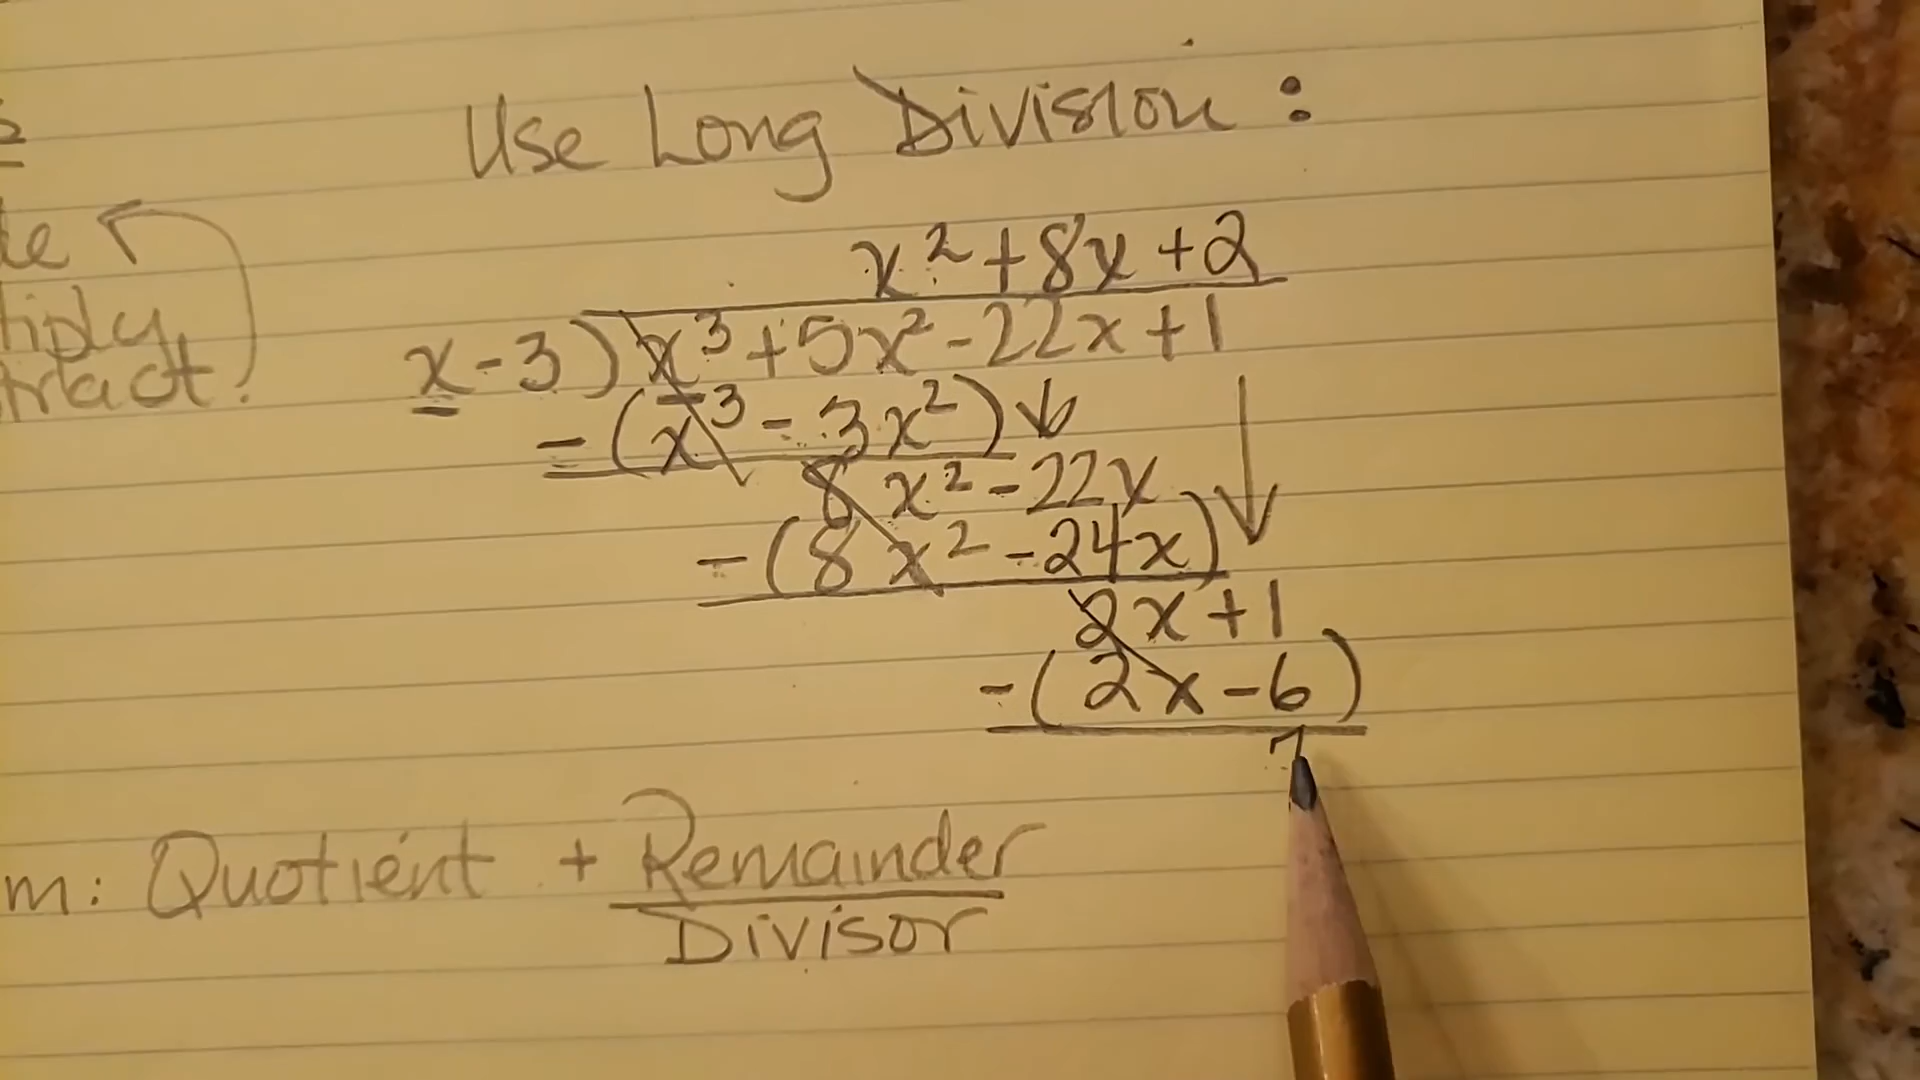 Use Long Division:
x² + 8x + 2
x - 3 ) x³ + 5x² - 22x + 1
- (x³ - 3x²)
8x² - 22x
- (8x² - 24x)
2x + 1
- (2x - 6)
7
m: Quotient + Remainder
Divisor